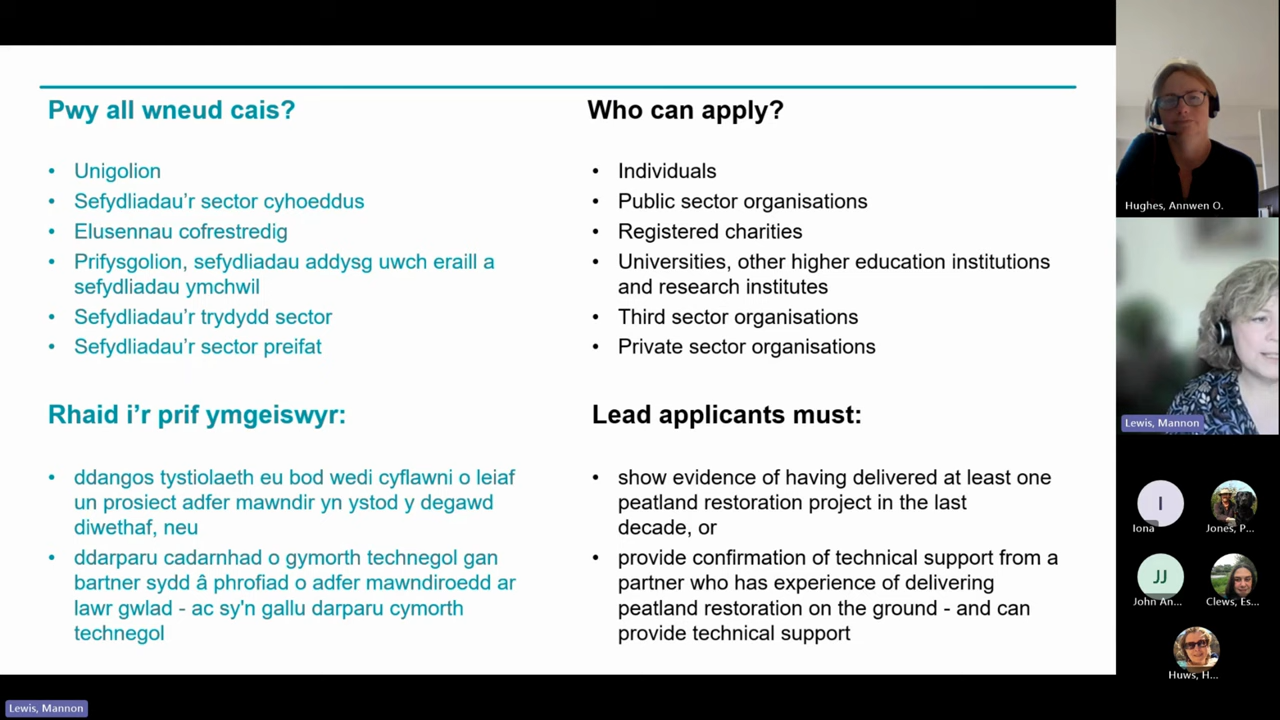 Pwy all wneud cais?
• Unigolion
• Sefydliadau’r sector cyhoeddus
• Elusennau cofrestredig
• Prifysgolion, sefydliadau addysg uwch eraill a
sefydliadau ymchwil
• Sefydliadau’r trydydd sector
• Sefydliadau’r sector preifat
Rhaid i’r prif ymgeiswyr:
• ddangos tystiolaeth eu bod wedi cyflawni o leiaf
un prosiect adfer mawndir yn ystod y degawd
diwethaf, neu
• ddarparu cadarnhad o gymorth technegol gan
bartner sydd â phrofiad o adfer mawndiroedd ar
lawr gwlad - ac sy'n gallu darparu cymorth
technegol
Who can apply?
• Individuals
• Public sector organisations
• Registered charities
• Universities, other higher education institutions
and research institutes
• Third sector organisations
• Private sector organisations
Lead applicants must:
• show evidence of having delivered at least one
peatland restoration project in the last
decade, or
• provide confirmation of technical support from a
partner who has experience of delivering
peatland restoration on the ground - and can
provide technical support
Hughes, Annwen O.
Lewis, Mannon
I
Iona
Jones, P...
JJ
John An...
Clews, Es...
Huws, H...
Lewis, Mannon